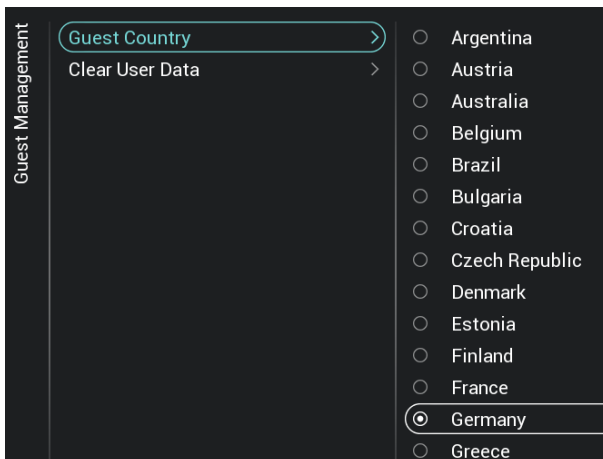 Guest Management
Guest Country
Clear User Data
Argentina
Austria
Australia
Belgium
Brazil
Bulgaria
Croatia
Czech Republic
Denmark
Estonia
Finland
France
Germany
Greece